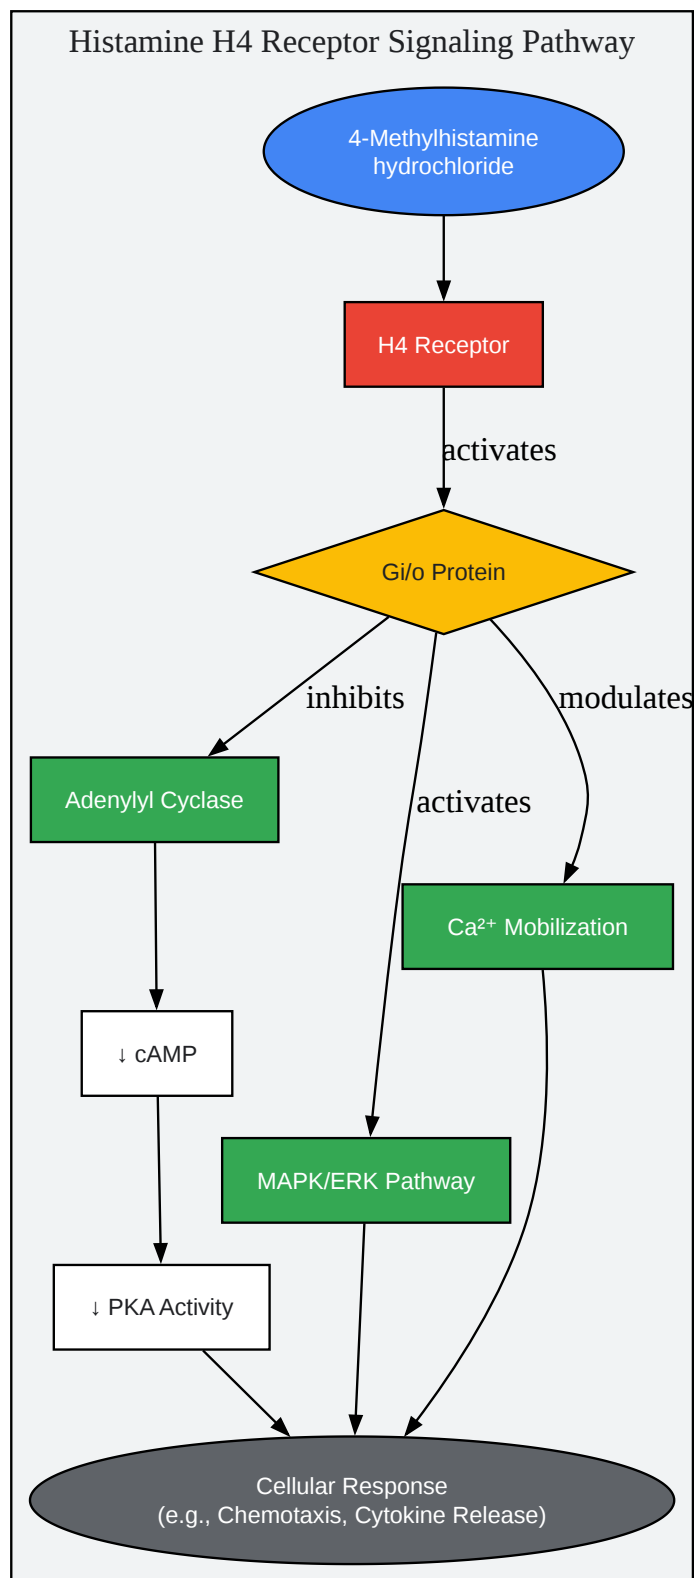 Histamine H4 Receptor Signaling Pathway
4-Methylhistamine
hydrochloride
H4 Receptor
activates
Gi/o Protein
inhibits
modulates
Adenylyl Cyclase
activates
Ca²⁺ Mobilization
↓ cAMP
MAPK/ERK Pathway
↓ PKA Activity
Cellular Response
(e.g., Chemotaxis, Cytokine Release)